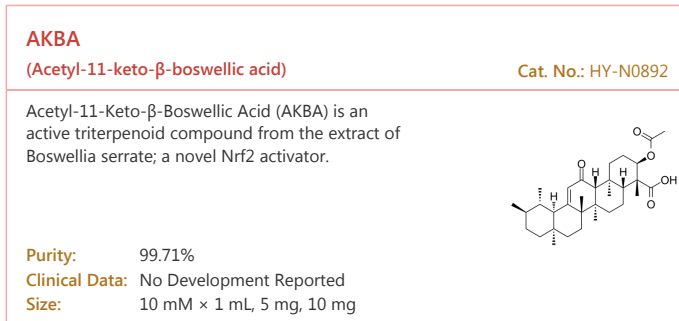 AKBA
(Acetyl-11-keto-β-boswellic acid)
Cat. No.: HY-N0892
Acetyl-11-Keto-β-Boswellic Acid (AKBA) is an
active triterpenoid compound from the extract of
Boswellia serrate; a novel Nrf2 activator.
O
O
O
H
H
H
OH
O
Purity: 99.71%
Clinical Data: No Development Reported
Size: 10 mM × 1 mL, 5 mg, 10 mg